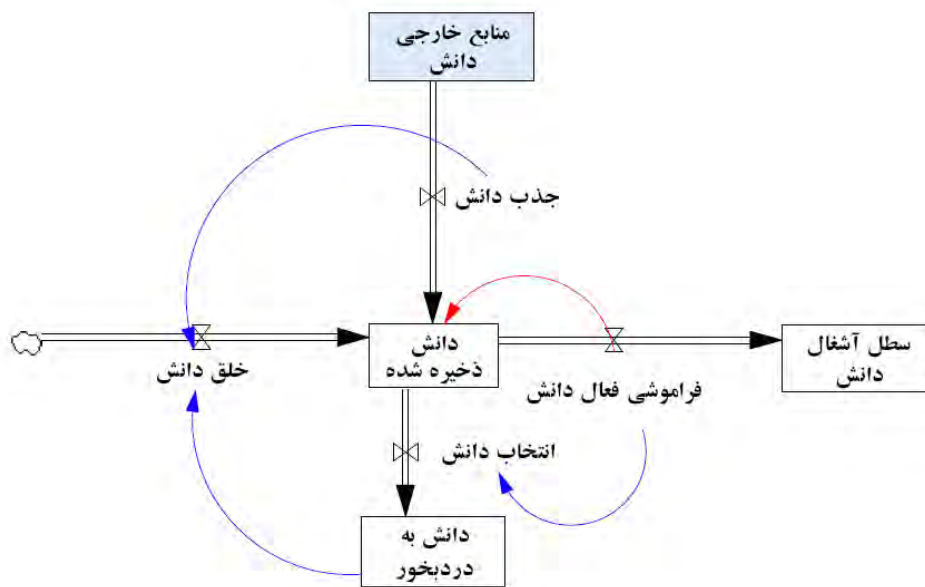 منابع خارجی
دانش
جذب دانش
دانش
ذخیره شده
خلق دانش
فراموشی فعال دانش
سطل آشغال
دانش
انتخاب دانش
دانش به
دردبخور